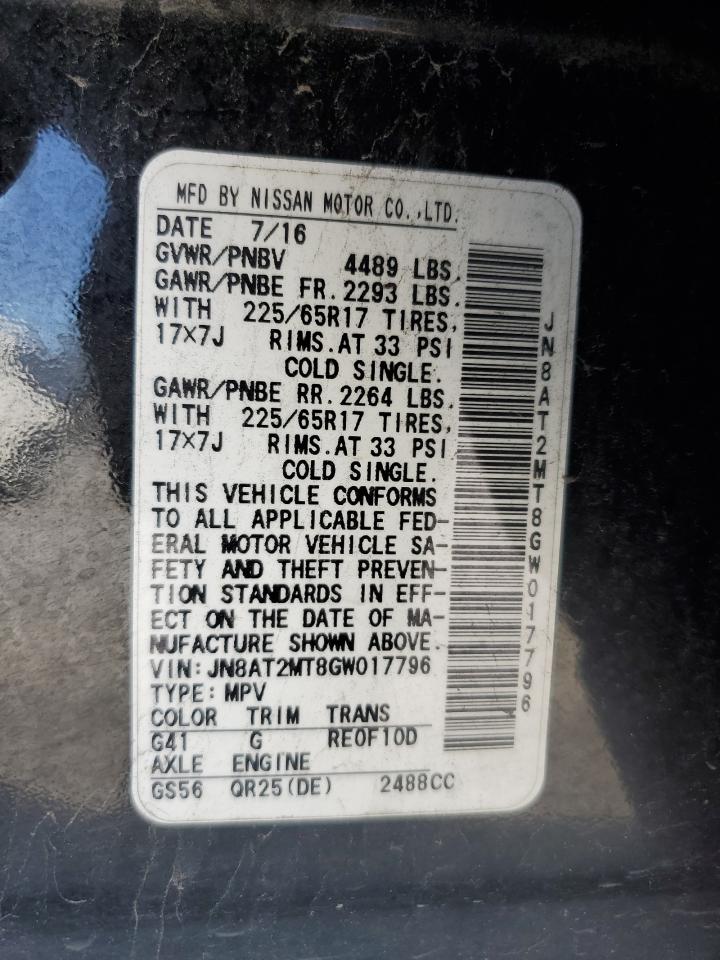 MFD BY NISSAN MOTOR CO.,LTD.
DATE 7/16
GVWR/PNBV 4489 LBS.
GAWR/PNBE FR. 2293 LBS.
WITH 225/65R17 TIRES,
17×7J RIMS.AT 33 PSI
COLD SINGLE.
GAWR/PNBE RR. 2264 LBS.
WITH 225/65R17 TIRES,
17×7J RIMS.AT 33 PSI
COLD SINGLE.
THIS VEHICLE CONFORMS
TO ALL APPLICABLE FED-
ERAL MOTOR VEHICLE SA-
FETY AND THEFT PREVEN-
TION STANDARDS IN EFF-
ECT ON THE DATE OF MA-
NUFACTURE SHOWN ABOVE.
VIN:JN8AT2MT8GW017796
TYPE:MPV
COLOR TRIM TRANS
G41 G RE0F10D
AXLE ENGINE
GS56 QR25(DE) 2488CC
JN8AT2MT8GW017796